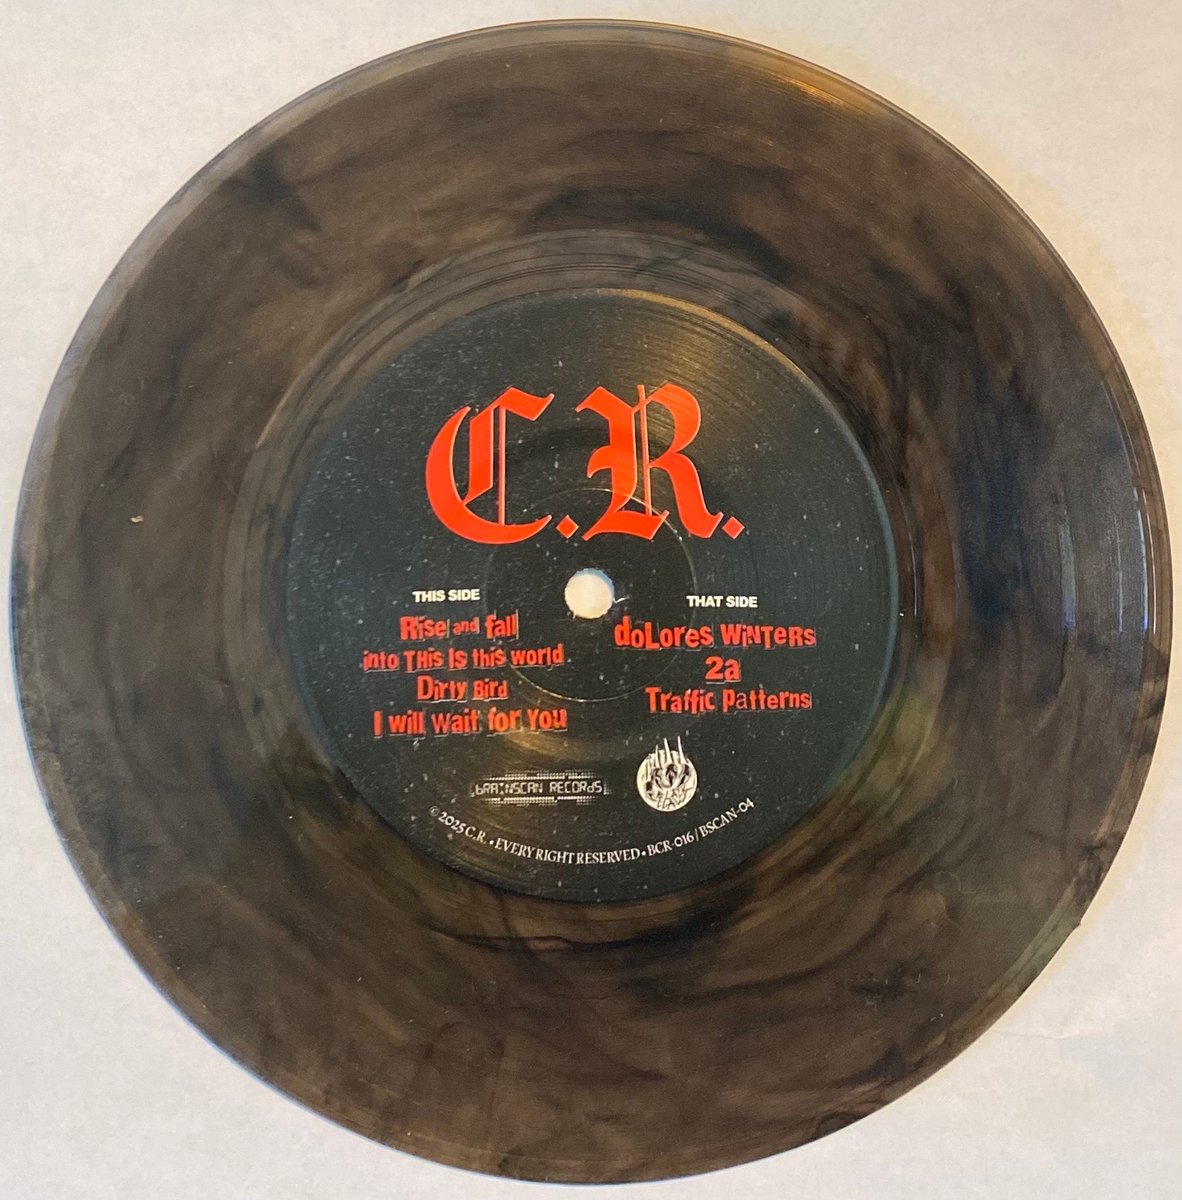 C.R.
THIS SIDE
Rise and fall
into THis Is this world
Dirty Bird
I will wait for You
THAT SIDE
doLores WiNTeRS
2a
Traffic Patterns
bRAiNSCAN RECORdS
© 2025 C.R. • EVERY RIGHT RESERVED • BCR-016 / BSCAN-04